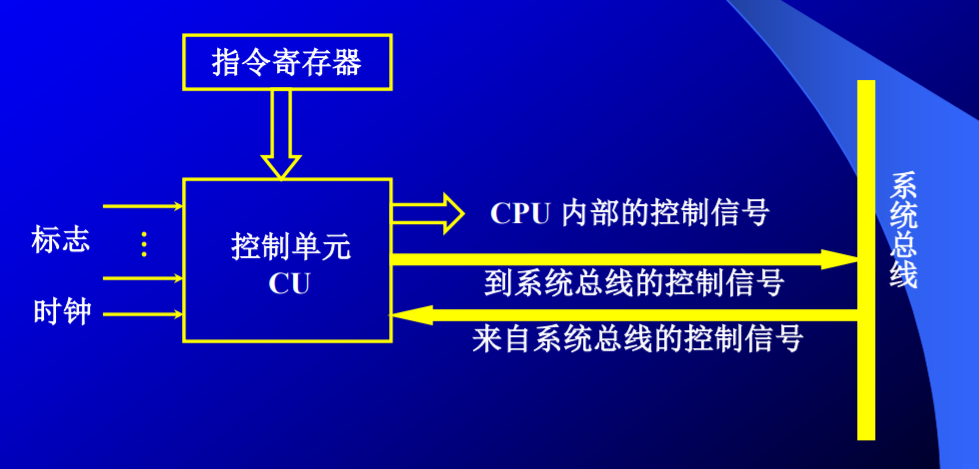 指令寄存器
标志
时钟
控制单元
CU
CPU 内部的控制信号
到系统总线的控制信号
来自系统总线的控制信号
系统总线